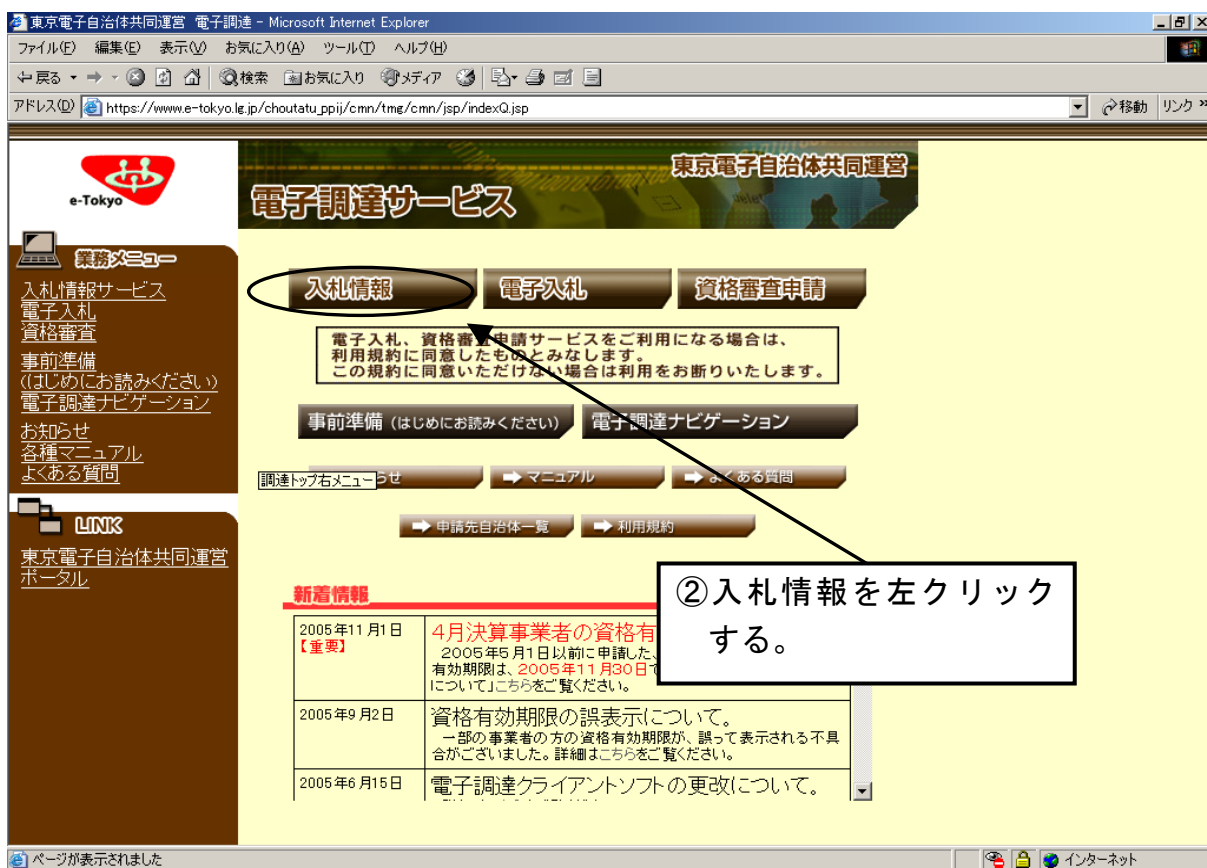 東京電子自治体共同運営 電子調達 - Microsoft Internet Explorer
ファイル(F) 編集(E) 表示(V) お気に入り(A) ツール(T) ヘルプ(H)
戻る 検索 お気に入り メディア
アドレス(D) https://www.e-tokyo.lg.jp/choutatu_ppij/cmn/tmg/cmn/jsp/indexQ.jsp 移動 リンク »
e-Tokyo
東京電子自治体共同運営
電子調達サービス
業務メニュー
入札情報サービス
電子入札
資格審査
事前準備
(はじめにお読みください)
電子調達ナビゲーション
お知らせ
各種マニュアル
よくある質問
LINK
東京電子自治体共同運営
ポータル
入札情報 電子入札 資格審査申請
電子入札、資格審査申請サービスをご利用になる場合は、
利用規約に同意したものとみなします。
この規約に同意いただけない場合は利用をお断りいたします。
事前準備(はじめにお読みください) 電子調達ナビゲーション
調達トップ右メニュー らせ マニュアル よくある質問
申請先自治体一覧 利用規約
②入札情報を左クリック
する。
新着情報
2005年11月1日
【重要】
4月決算事業者の資格有
2005年5月1日以前に申請した、
有効期限は、2005年11月30日で
について」こちらをご覧ください。
2005年9月2日
資格有効期限の誤表示について。
一部の事業者の方の資格有効期限が、誤って表示される不具
合がございました。詳細はこちらをご覧ください。
2005年6月15日
電子調達クライアントソフトの更改について。
ページが表示されました インターネット